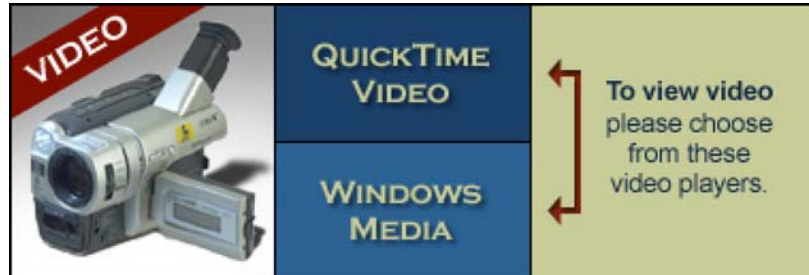 VIDEO
QUICKTIME
VIDEO
WINDOWS
MEDIA
To view video
please choose
from these
video players.